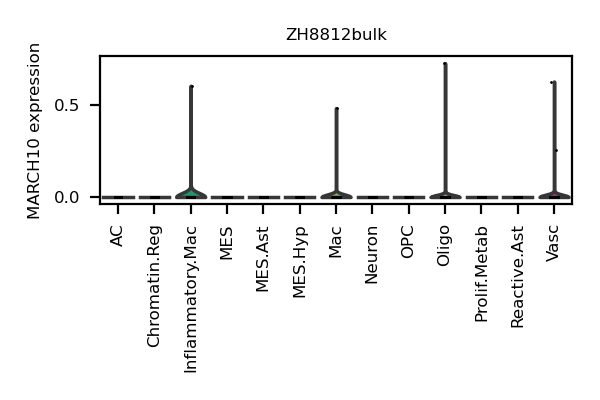 ZH8812bulk
MARCH10 expression
0.5
0.0
AC
Chromatin.Reg
Inflammatory.Mac
MES
MES.Ast
MES.Hyp
Mac
Neuron
OPC
Oligo
Prolif.Metab
Reactive.Ast
Vasc